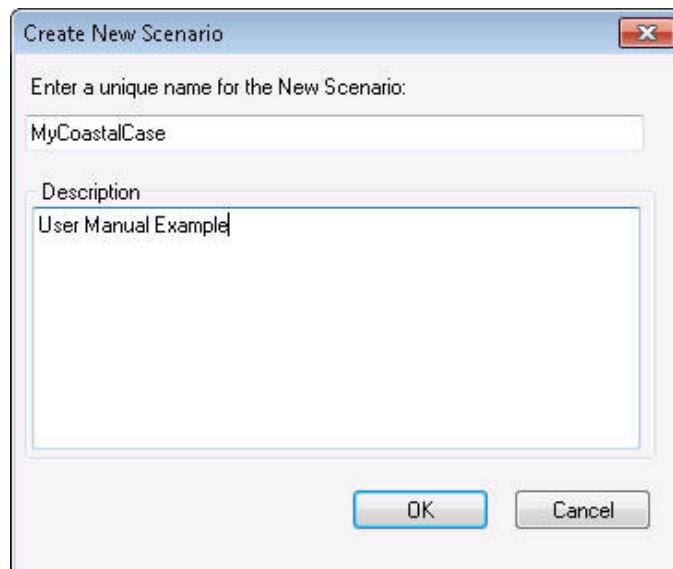 Create New Scenario
Enter a unique name for the New Scenario:
MyCoastalCase
Description
User Manual Example
OK Cancel